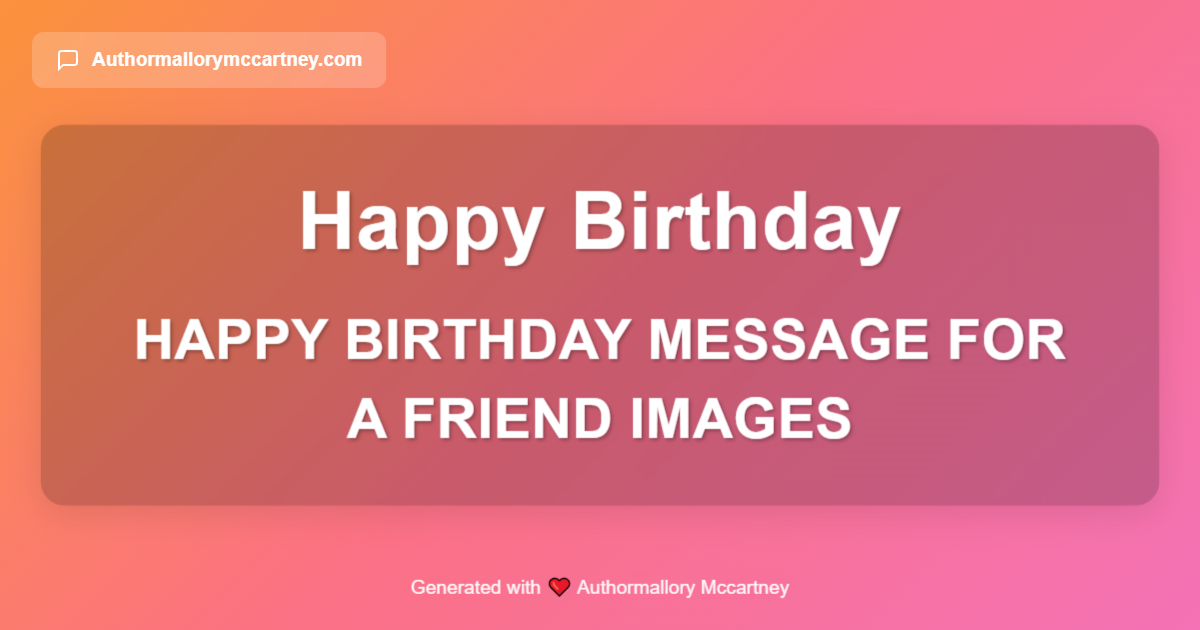 Authormallorymccartney.com
Happy Birthday
HAPPY BIRTHDAY MESSAGE FOR
A FRIEND IMAGES
Generated with ❤️ Authormallory Mccartney